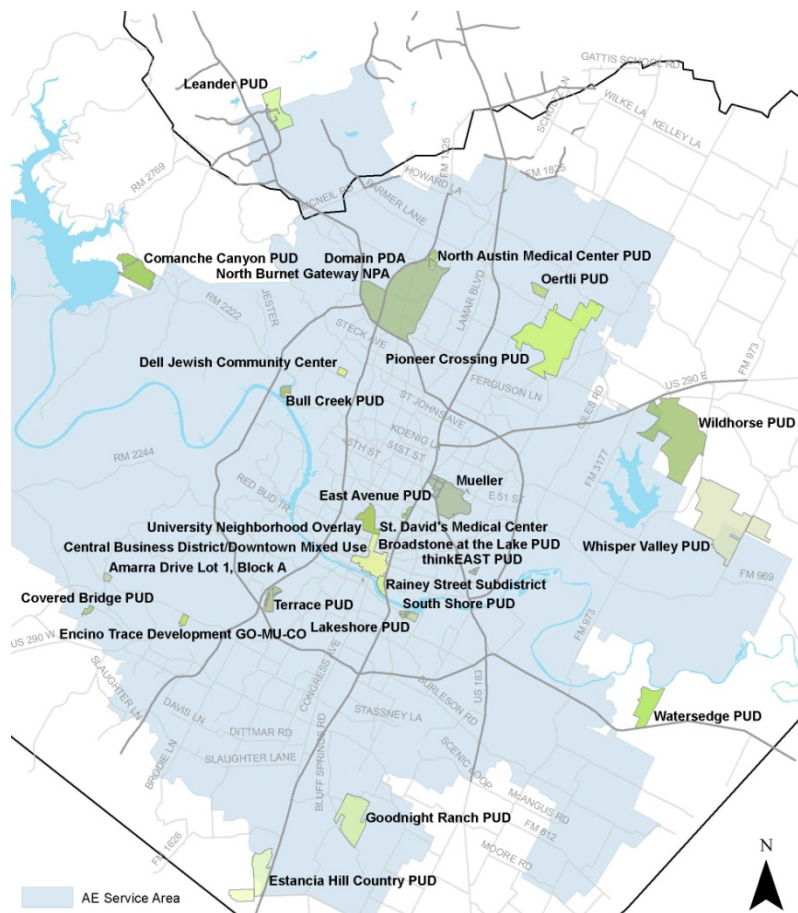 GATTIS SCHOOL RD
Leander PUD
SCHULTZ LN
WILKE LA
KELLEY LA
FM 1325
RM 2769
HOWARD LA
FM 1825
MCNEIL RD
PARMER LANE
Comanche Canyon PUD
Domain PDA
North Austin Medical Center PUD
North Burnet Gateway NPA
Oertli PUD
JESTER
LAMAR BLVD
RM 2222
STECK AVE
FM 973
Dell Jewish Community Center
Pioneer Crossing PUD
US 290 E
FERGUSON LN
Bull Creek PUD
ST JOHNS AVE
GILES RD
Wildhorse PUD
KOENIG LA
45TH ST
51ST ST
RM 2244
FM 3177
RED BUD TR
Mueller
East Avenue PUD
E 51 ST
University Neighborhood Overlay
St. David's Medical Center
Central Business District/Downtown Mixed Use
Broadstone at the Lake PUD
Whisper Valley PUD
thinkEAST PUD
Amarra Drive Lot 1, Block A
FM 969
Rainey Street Subdistrict
Covered Bridge PUD
Terrace PUD
South Shore PUD
FM 973
Encino Trace Development GO-MU-CO
Lakeshore PUD
US 290 W
SLAUGHTER LN
CONGRESS AVE
BURLESON RD
US 183
DAVIS LN
STASSNEY LA
Watersedge PUD
DITTMAR RD
BRODIE LN
SLAUGHTER LANE
BLUFF SPRINGS RD
SCENIC LOOP
McANGUS RD
Goodnight Ranch PUD
FM 812
FM 1826
MOORE RD
N
Estancia Hill Country PUD
AE Service Area